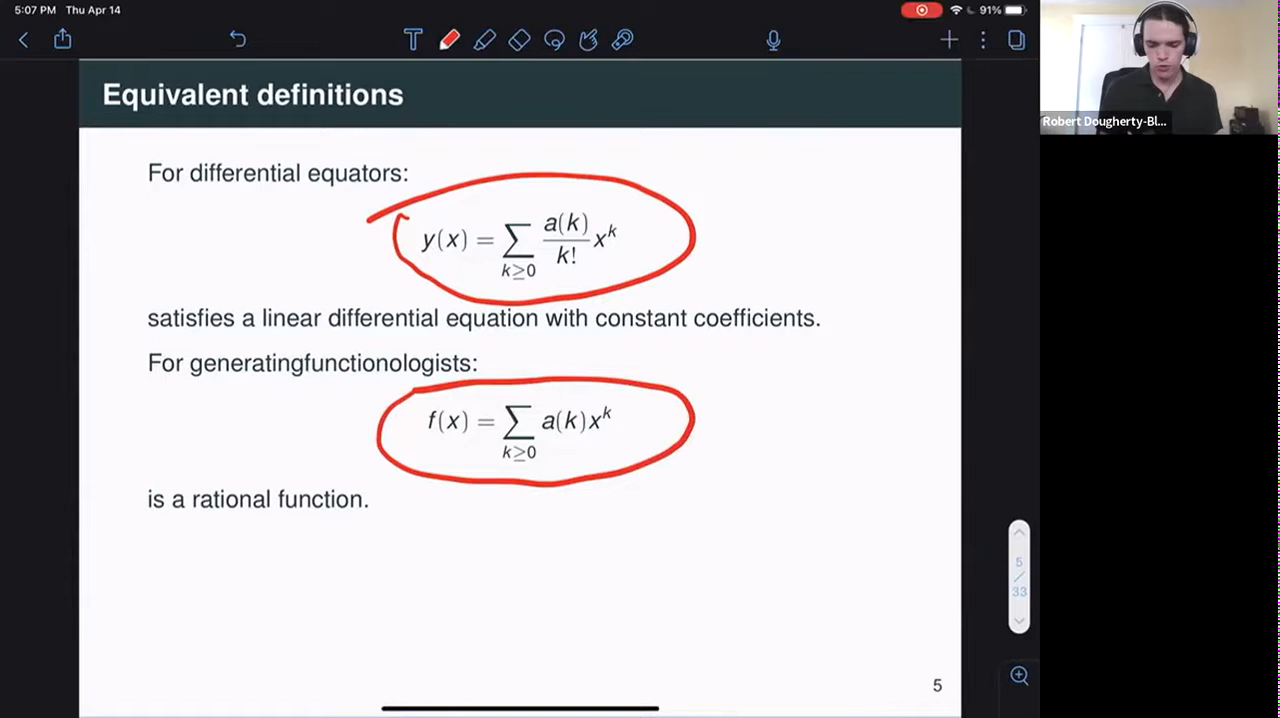 5:07 PM Thu Apr 14
91%
Robert Dougherty-Bl...
Equivalent definitions
For differential equators:
y(x) = ∑_{k≥0} \frac{a(k)}{k!} x^k
satisfies a linear differential equation with constant coefficients.
For generatingfunctionologists:
f(x) = ∑_{k≥0} a(k)x^k
is a rational function.
5
/
33
5